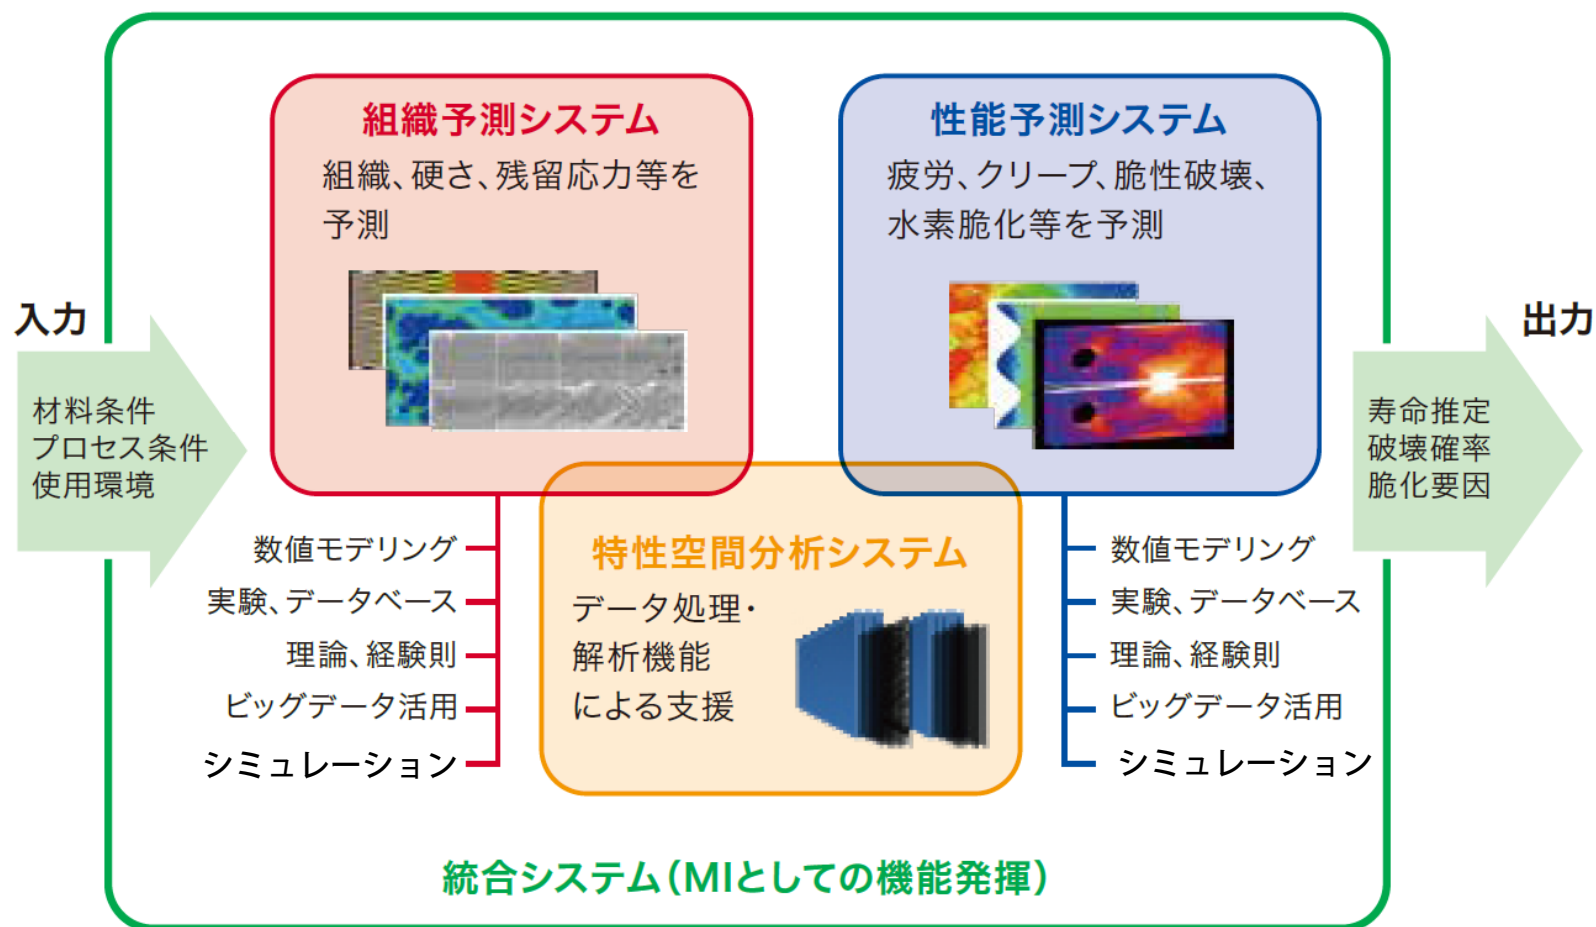 組織予測システム
組織、硬さ、残留応力等を
予測
性能予測システム
疲労、クリープ、脆性破壊、
水素脆化等を予測
入力
材料条件
プロセス条件
使用環境
出力
寿命推定
破壊確率
脆化要因
数値モデリング
実験、データベース
理論、経験則
ビッグデータ活用
シミュレーション
特性空間分析システム
データ処理・
解析機能
による支援
数値モデリング
実験、データベース
理論、経験則
ビッグデータ活用
シミュレーション
統合システム（MIとしての機能発揮）